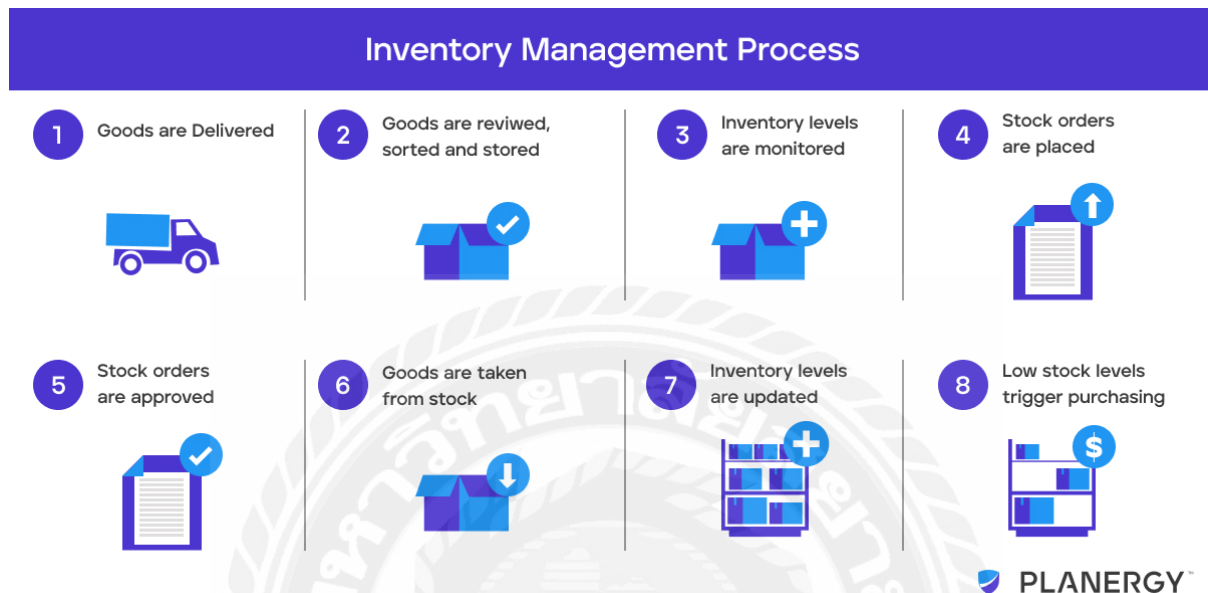 Inventory Management Process
1 Goods are Delivered
2 Goods are reviwed,
sorted and stored
3 Inventory levels
are monitored
4 Stock orders
are placed
5 Stock orders
are approved
6 Goods are taken
from stock
7 Inventory levels
are updated
8 Low stock levels
trigger purchasing
$
PLANERGY™